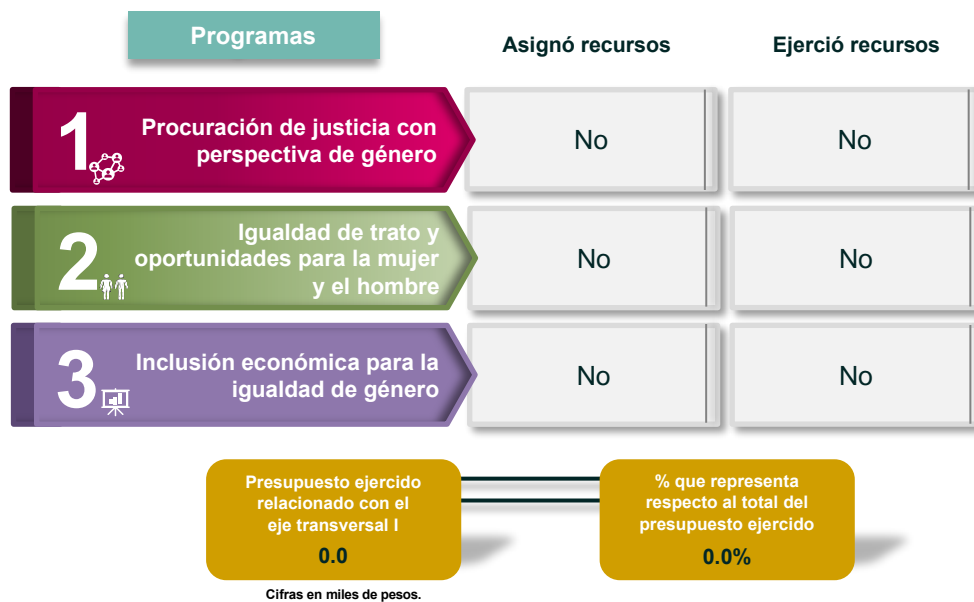 Programas
Asignó recursos
Ejerció recursos
1
Procuración de justicia con
perspectiva de género
No
No
2
Igualdad de trato y
oportunidades para la mujer
y el hombre
No
No
3
Inclusión económica para la
igualdad de género
No
No
Presupuesto ejercido
relacionado con el
eje transversal I
0.0
% que representa
respecto al total del
presupuesto ejercido
0.0%
Cifras en miles de pesos.